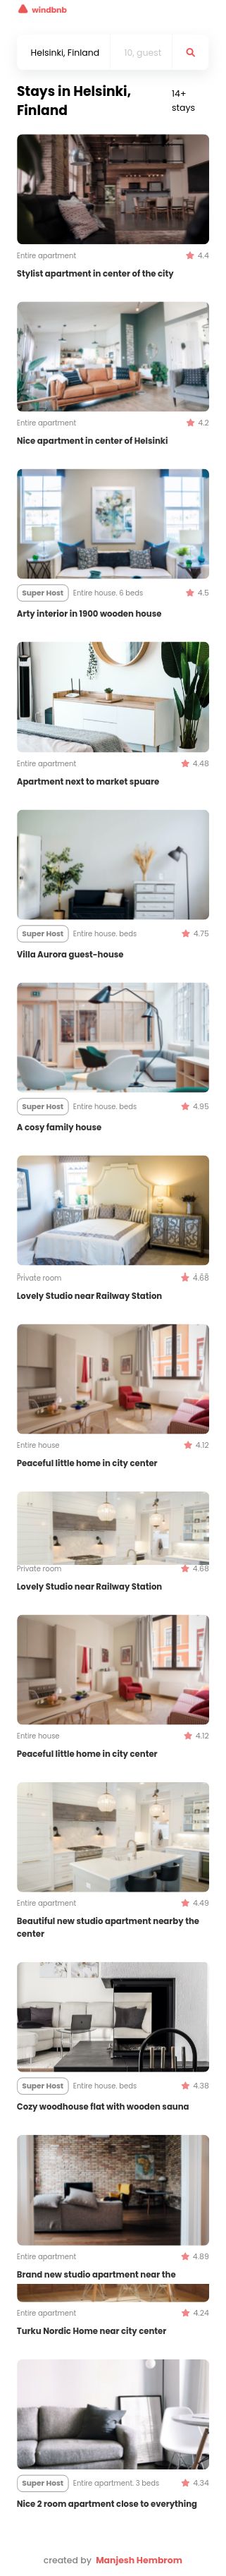 windbnb
Helsinki, Finland
10, guest
Stays in Helsinki,
Finland
14+
stays
Entire apartment
4.4
Stylist apartment in center of the city
Entire apartment
4.2
Nice apartment in center of Helsinki
Super Host
Entire house. 6 beds
4.5
Arty interior in 1900 wooden house
Entire apartment
4.48
Apartment next to market spuare
Super Host
Entire house. beds
4.75
Villa Aurora guest-house
Super Host
Entire house. beds
4.95
A cosy family house
Private room
4.68
Lovely Studio near Railway Station
Entire house
4.12
Peaceful little home in city center
Private room
4.68
Lovely Studio near Railway Station
Entire house
4.12
Peaceful little home in city center
Entire apartment
4.49
Beautiful new studio apartment nearby the
center
Super Host
Entire house. beds
4.38
Cozy woodhouse flat with wooden sauna
Entire apartment
4.89
Brand new studio apartment near the
Entire apartment
4.24
Turku Nordic Home near city center
Super Host
Entire apartment. 3 beds
4.34
Nice 2 room apartment close to everything
created by Manjesh Hembrom